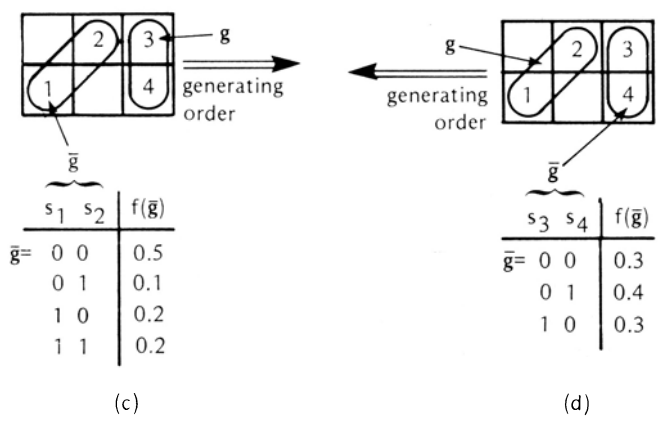 2 3 g
1 4
generating
order
ḡ
s1 s2 f(ḡ)
ḡ= 0 0 0.5
0 1 0.1
1 0 0.2
1 1 0.2
(c)
g 2 3
1 4
generating
order
ḡ
s3 s4 f(ḡ)
ḡ= 0 0 0.3
0 1 0.4
1 0 0.3
(d)